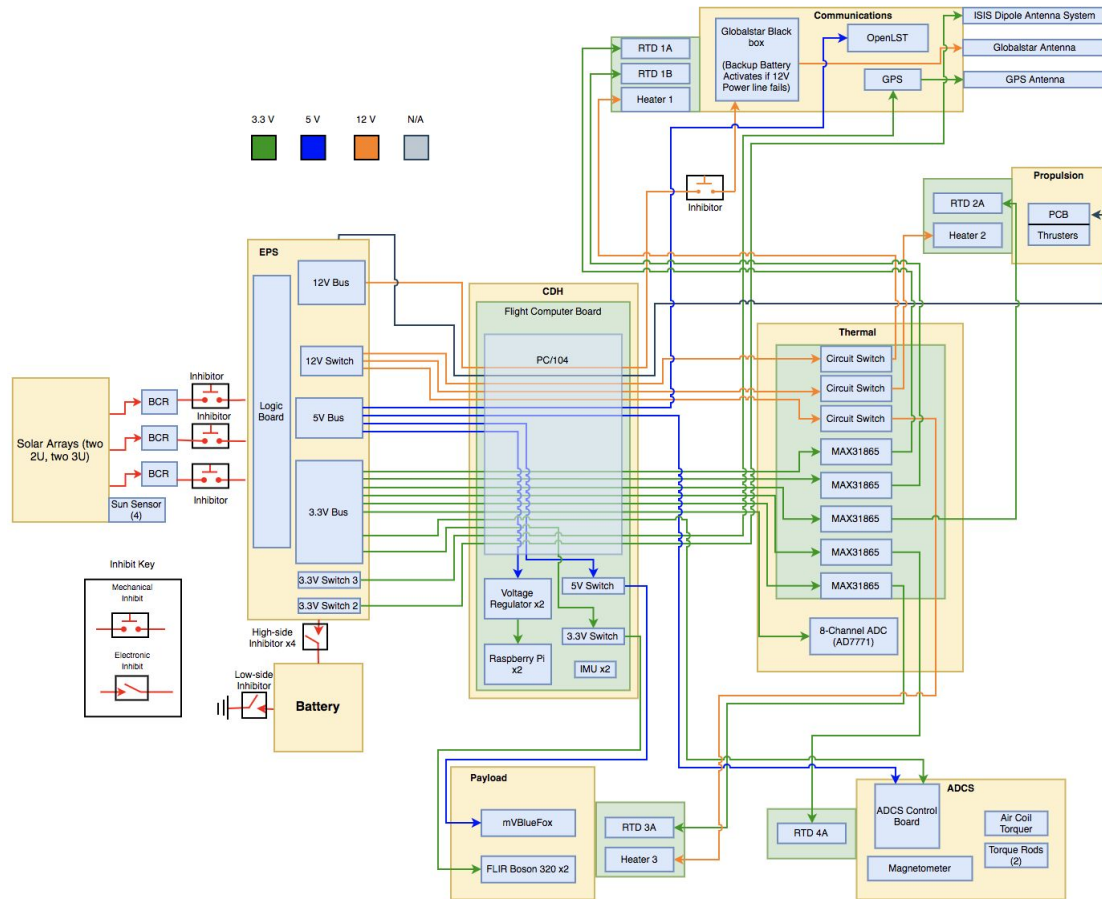 Communications
ISIS Dipole Antenna System
Globalstar Black
box
(Backup Battery
Activates if 12V
Power line fails)
OpenLST
Globalstar Antenna
GPS
GPS Antenna
RTD 1A
RTD 1B
Heater 1
3.3 V
5 V
12 V
N/A
Inhibitor
Propulsion
RTD 2A
Heater 2
PCB
Thrusters
EPS
12V Bus
12V Switch
5V Bus
Logic
Board
3.3V Bus
3.3V Switch 3
3.3V Switch 2
CDH
Flight Computer Board
PC/104
Voltage
Regulator x2
5V Switch
3.3V Switch
Raspberry Pi
x2
IMU x2
Thermal
Circuit Switch
Circuit Switch
Circuit Switch
MAX31865
MAX31865
MAX31865
MAX31865
MAX31865
8-Channel ADC
(AD7771)
Solar Arrays (two
2U, two 3U)
BCR
BCR
BCR
Inhibitor
Inhibitor
Inhibitor
Sun Sensor
(4)
Inhibit Key
Mechanical
Inhibit
Electronic
Inhibit
High-side
Inhibitor x4
Low-side
Inhibitor
Battery
Payload
mVBlueFox
FLIR Boson 320 x2
RTD 3A
Heater 3
RTD 4A
ADCS
ADCS Control
Board
Air Coil
Torquer
Torque Rods
(2)
Magnetometer